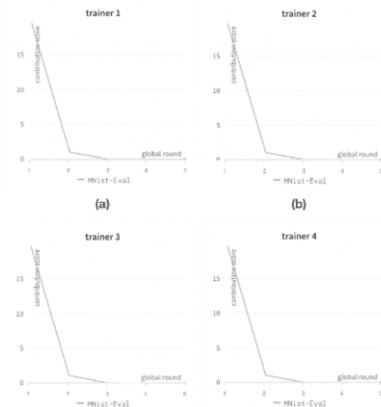 trainer 1
contribution-score
15
10
5
0
global round
1 2 3 4 5
— MNist-Eval
(a)
trainer 2
contribution-score
15
10
5
0
global round
1 2 3 4
— MNist-Eval
(b)
trainer 3
contribution-score
15
10
5
0
global round
1 2 3 4 5
— MNist-Eval
trainer 4
contribution-score
15
10
5
0
global round
1 2 3 4
— MNist-Eval